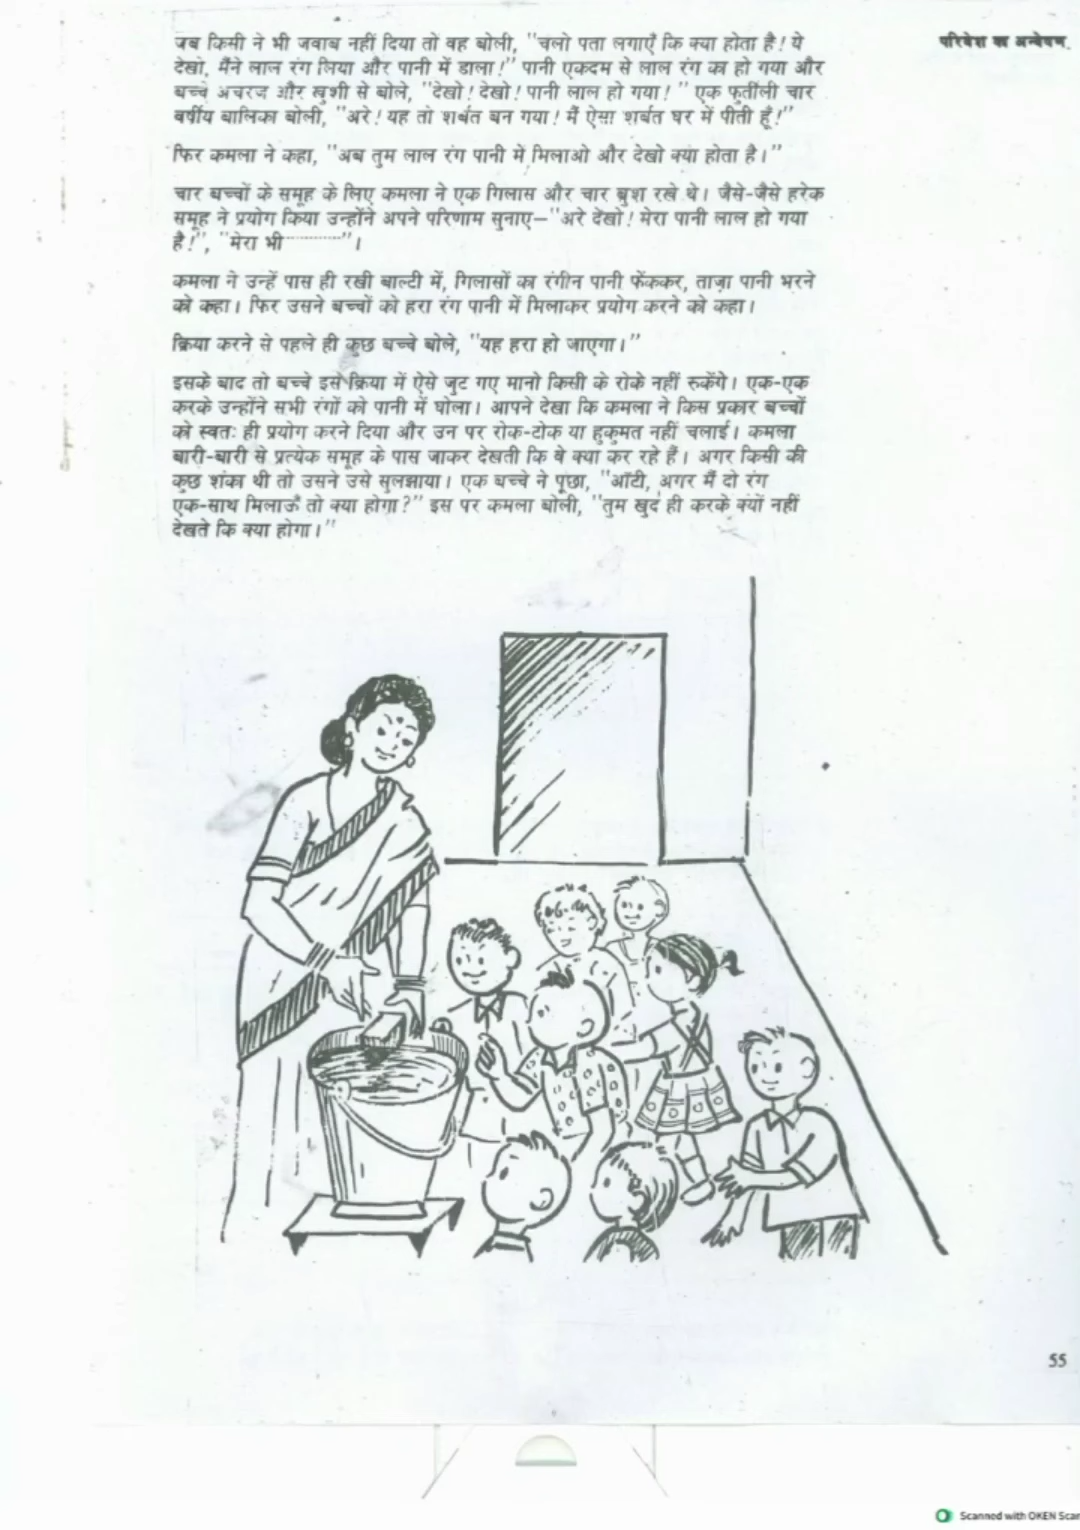 परिवेश का अन्वेषण
जब किसी ने भी जवाब नहीं दिया तो वह बोली, "चलो पता लगाएँ कि क्या होता है! ये
देखो, मैंने लाल रंग लिया और पानी में डाला!" पानी एकदम से लाल रंग का हो गया और
बच्चे अचरज और खुशी से बोले, "देखो! देखो! पानी लाल हो गया! " एक फुर्तीली चार
वर्षीय बालिका बोली, "अरे! यह तो शर्बत बन गया! मैं ऐसा शर्बत घर में पीती हूँ!"
फिर कमला ने कहा, "अब तुम लाल रंग पानी में मिलाओ और देखो क्या होता है।"
चार बच्चों के समूह के लिए कमला ने एक गिलास और चार ब्रुश रखे थे। जैसे-जैसे हरेक
समूह ने प्रयोग किया उन्होंने अपने परिणाम सुनाए—"अरे देखो! मेरा पानी लाल हो गया
है!", "मेरा भी............"।
कमला ने उन्हें पास ही रखी बाल्टी में, गिलासों का रंगीन पानी फेंककर, ताज़ा पानी भरने
को कहा। फिर उसने बच्चों को हरा रंग पानी में मिलाकर प्रयोग करने को कहा।
क्रिया करने से पहले ही कुछ बच्चे बोले, "यह हरा हो जाएगा।"
इसके बाद तो बच्चे इसे क्रिया में ऐसे जुट गए मानो किसी के रोके नहीं रुकेंगे। एक-एक
करके उन्होंने सभी रंगों को पानी में घोला। आपने देखा कि कमला ने किस प्रकार बच्चों
को स्वतः ही प्रयोग करने दिया और उन पर रोक-टोक या हुकुमत नहीं चलाई। कमला
बारी-बारी से प्रत्येक समूह के पास जाकर देखती कि वे क्या कर रहे हैं। अगर किसी की
कुछ शंका थी तो उसने उसे सुलझाया। एक बच्चे ने पूछा, "आँटी, अगर मैं दो रंग
एक-साथ मिलाऊँ तो क्या होगा?" इस पर कमला बोली, "तुम खुद ही करके क्यों नहीं
देखते कि क्या होगा।"
55
Scanned with OKEN Scan